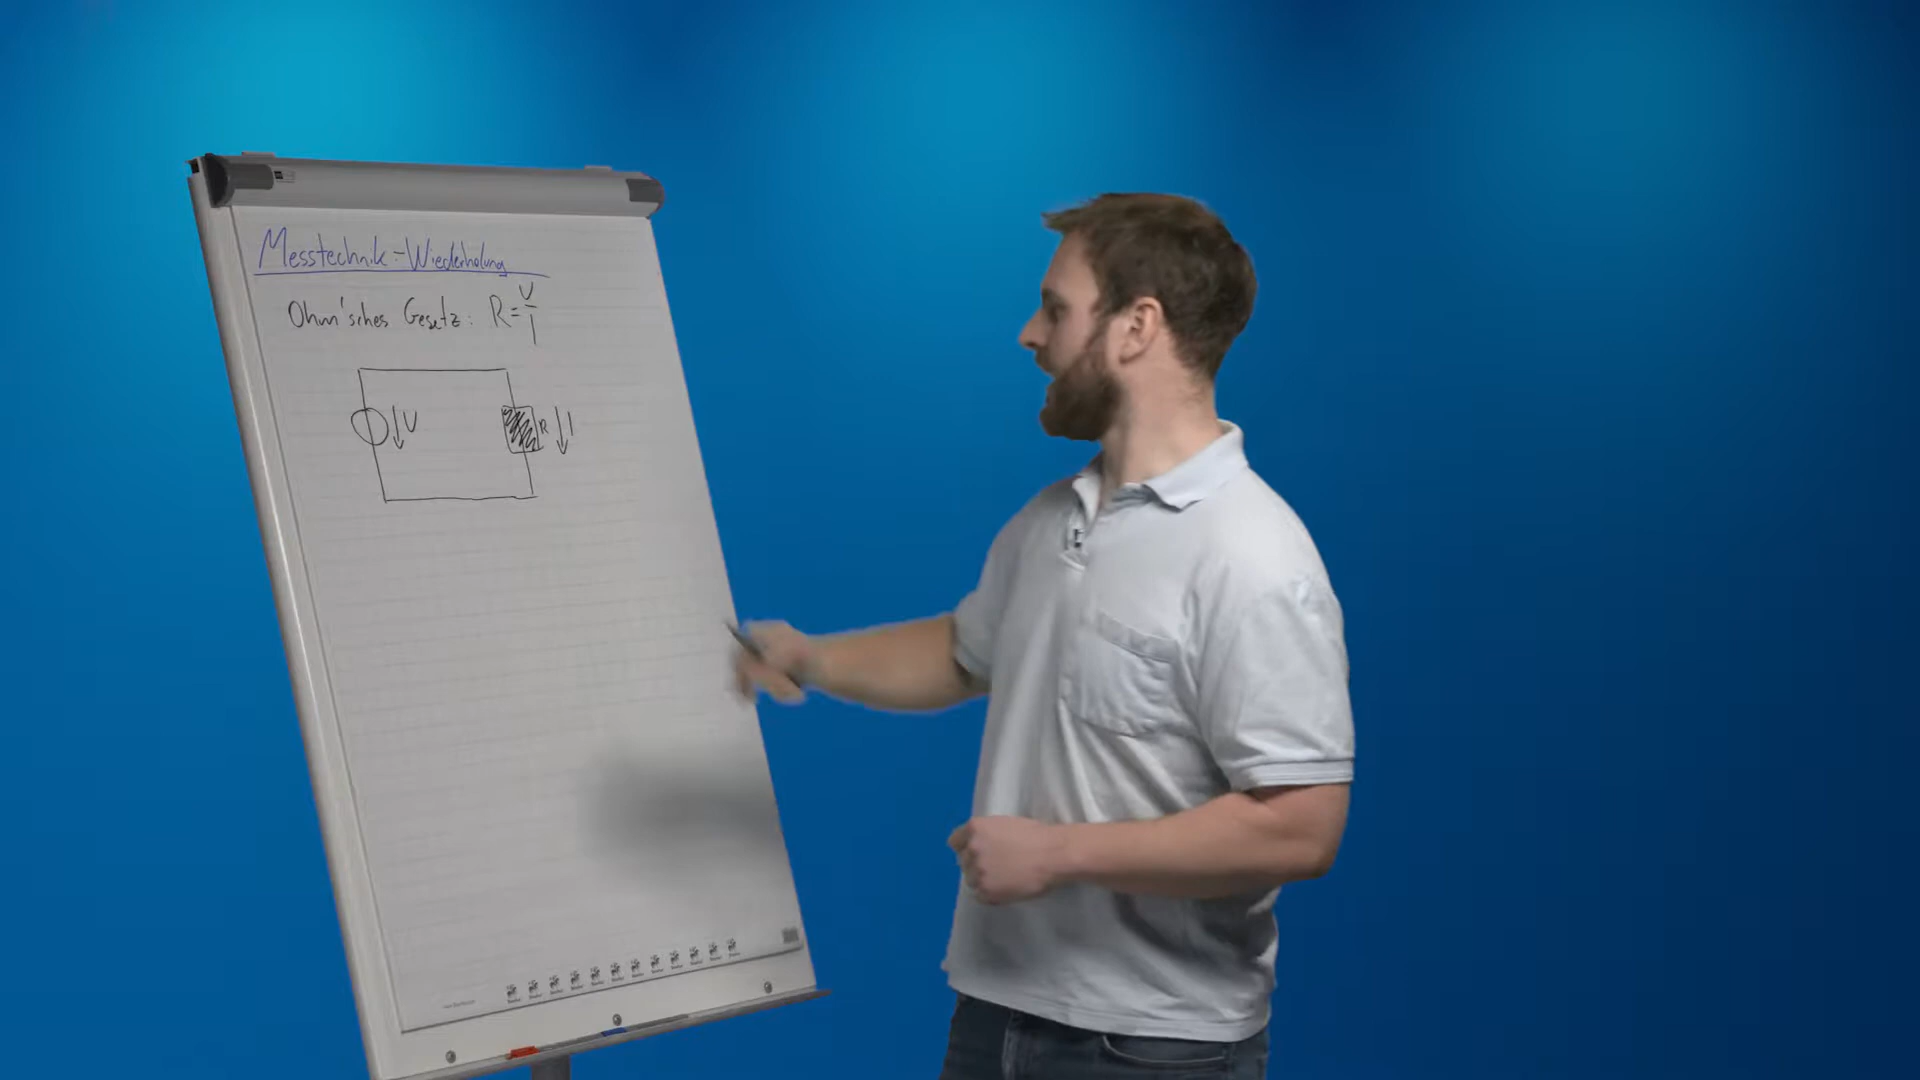 Messtechnik-Wiederholung
Ohm'sches Gesetz: R = U/I
U
R
I